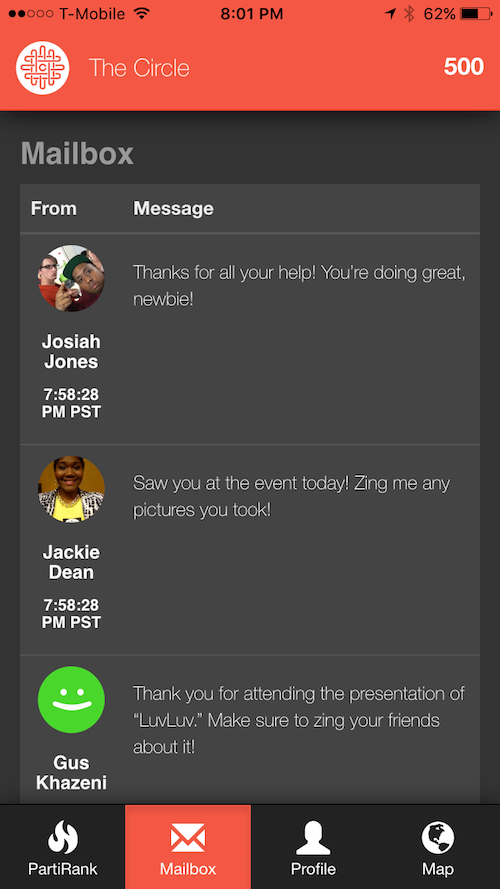 T-Mobile 8:01 PM 62%
The Circle 500
Mailbox
From Message
Thanks for all your help! You're doing great,
newbie!
Josiah
Jones
7:58:28
PM PST
Saw you at the event today! Zing me any
pictures you took!
Jackie
Dean
7:58:28
PM PST
Thank you for attending the presentation of
“LuvLuv.” Make sure to zing your friends
about it!
Gus
Khazeni
PartiRank Mailbox Profile Map